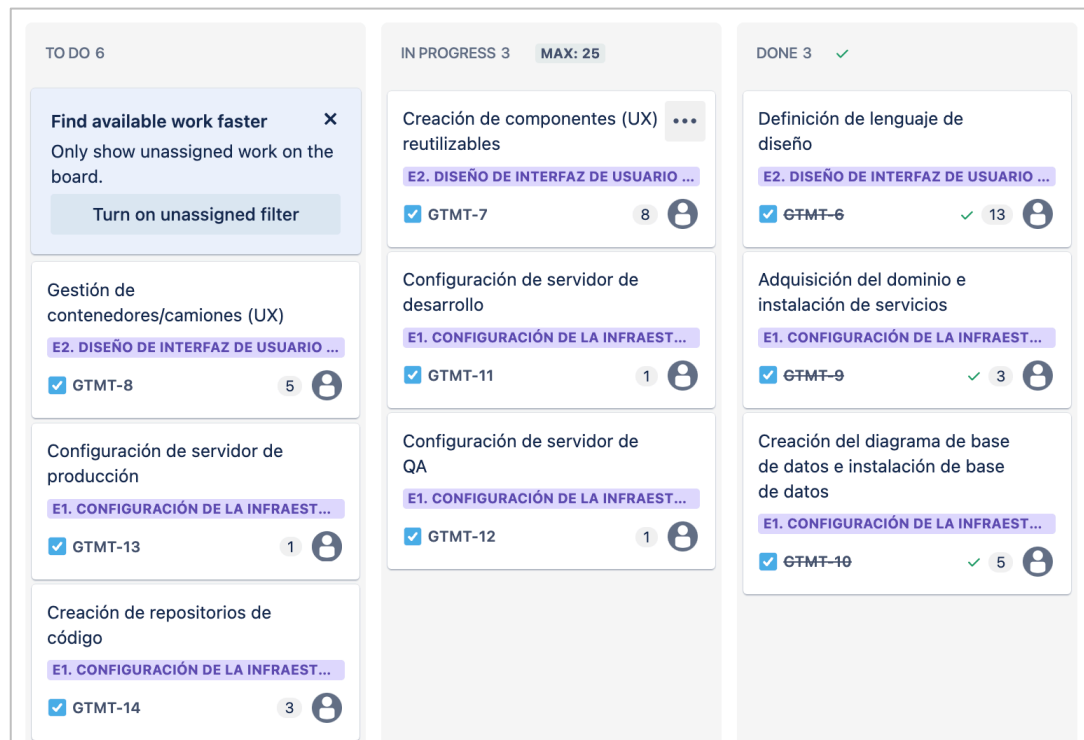 TO DO 6
Find available work faster
Only show unassigned work on the
board.
Turn on unassigned filter
Gestión de
contenedores/camiones (UX)
E2. DISEÑO DE INTERFAZ DE USUARIO ...
GTMT-8 5
Configuración de servidor de
producción
E1. CONFIGURACIÓN DE LA INFRAEST...
GTMT-13 1
Creación de repositorios de
código
E1. CONFIGURACIÓN DE LA INFRAEST...
GTMT-14 3
IN PROGRESS 3 MAX: 25
Creación de componentes (UX)
reutilizables
E2. DISEÑO DE INTERFAZ DE USUARIO ...
GTMT-7 8
Configuración de servidor de
desarrollo
E1. CONFIGURACIÓN DE LA INFRAEST...
GTMT-11 1
Configuración de servidor de
QA
E1. CONFIGURACIÓN DE LA INFRAEST...
GTMT-12 1
DONE 3
Definición de lenguaje de
diseño
E2. DISEÑO DE INTERFAZ DE USUARIO ...
GTMT-6 13
Adquisición del dominio e
instalación de servicios
E1. CONFIGURACIÓN DE LA INFRAEST...
GTMT-9 3
Creación del diagrama de base
de datos e instalación de base
de datos
E1. CONFIGURACIÓN DE LA INFRAEST...
GTMT-10 5